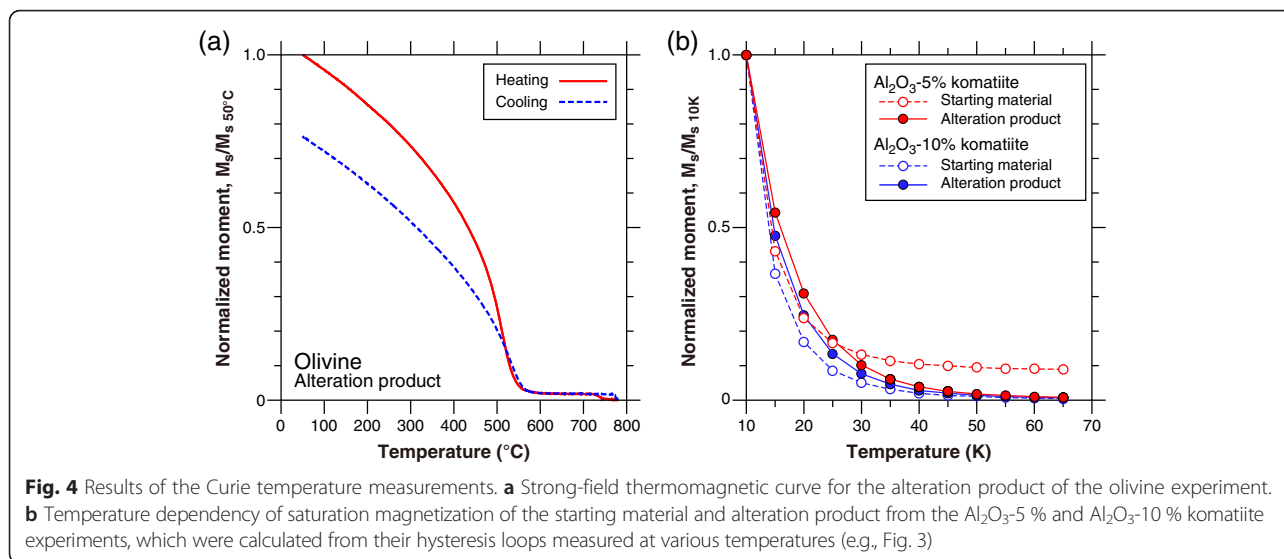 (a)
1.0
0.5
0
Normalized moment, Ms/Ms 50°C
Heating
Cooling
Olivine
Alteration product
0 100 200 300 400 500 600 700 800
Temperature (°C)
(b)
1.0
0.5
0
Normalized moment, Ms/Ms 10K
Al2O3-5% komatiite
Starting material
Alteration product
Al2O3-10% komatiite
Starting material
Alteration product
10 20 30 40 50 60 70
Temperature (K)
Fig. 4 Results of the Curie temperature measurements. a Strong-field thermomagnetic curve for the alteration product of the olivine experiment.
b Temperature dependency of saturation magnetization of the starting material and alteration product from the Al2O3-5 % and Al2O3-10 % komatiite
experiments, which were calculated from their hysteresis loops measured at various temperatures (e.g., Fig. 3)